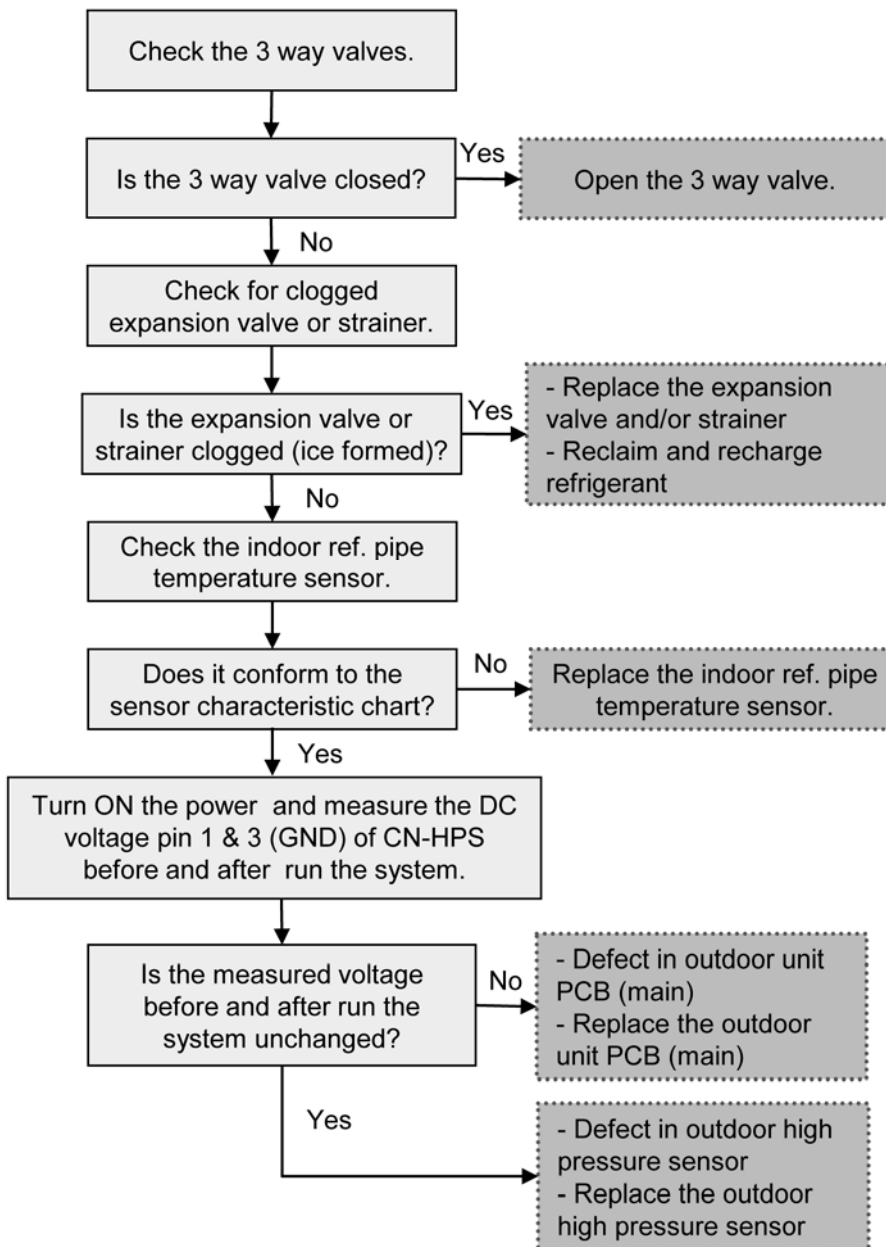 Check the 3 way valves.
Is the 3 way valve closed?
Yes
Open the 3 way valve.
No
Check for clogged
expansion valve or strainer.
Is the expansion valve or
strainer clogged (ice formed)?
Yes
- Replace the expansion
valve and/or strainer
- Reclaim and recharge
refrigerant
No
Check the indoor ref. pipe
temperature sensor.
Does it conform to the
sensor characteristic chart?
No
Replace the indoor ref. pipe
temperature sensor.
Yes
Turn ON the power and measure the DC
voltage pin 1 & 3 (GND) of CN-HPS
before and after run the system.
Is the measured voltage
before and after run the
system unchanged?
No
- Defect in outdoor unit
PCB (main)
- Replace the outdoor
unit PCB (main)
Yes
- Defect in outdoor high
pressure sensor
- Replace the outdoor
high pressure sensor